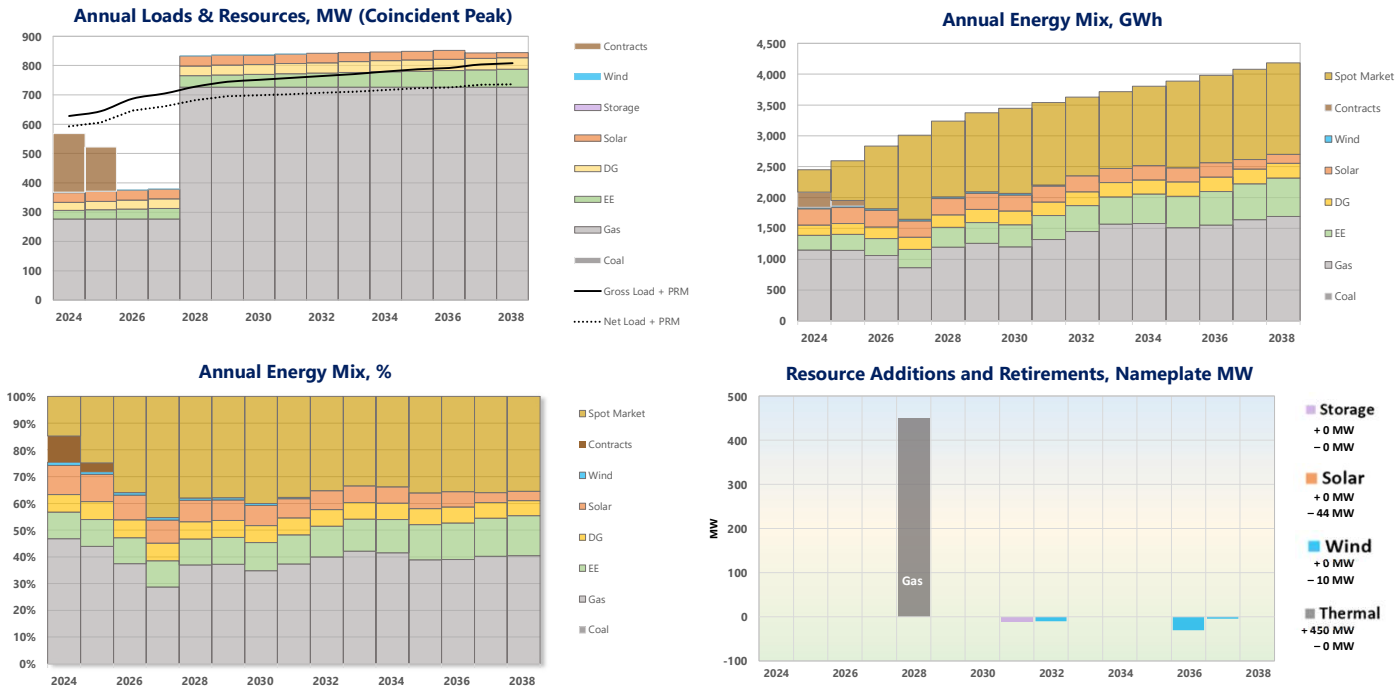 Annual Loads & Resources, MW (Coincident Peak)
900
800
700
600
500
400
300
200
100
0
2024 2026 2028 2030 2032 2034 2036 2038
Contracts
Wind
Storage
Solar
DG
EE
Gas
Coal
Gross Load + PRM
Net Load + PRM
Annual Energy Mix, GWh
4,500
4,000
3,500
3,000
2,500
2,000
1,500
1,000
500
0
2024 2026 2028 2030 2032 2034 2036 2038
Spot Market
Contracts
Wind
Solar
DG
EE
Gas
Coal
Annual Energy Mix, %
100%
90%
80%
70%
60%
50%
40%
30%
20%
10%
0%
2024 2026 2028 2030 2032 2034 2036 2038
Spot Market
Contracts
Wind
Solar
DG
EE
Gas
Coal
Resource Additions and Retirements, Nameplate MW
MW
500
400
300
200
100
0
-100
Gas
2024 2026 2028 2030 2032 2034 2036 2038
Storage
+ 0 MW
– 0 MW
Solar
+ 0 MW
– 44 MW
Wind
+ 0 MW
– 10 MW
Thermal
+ 450 MW
– 0 MW